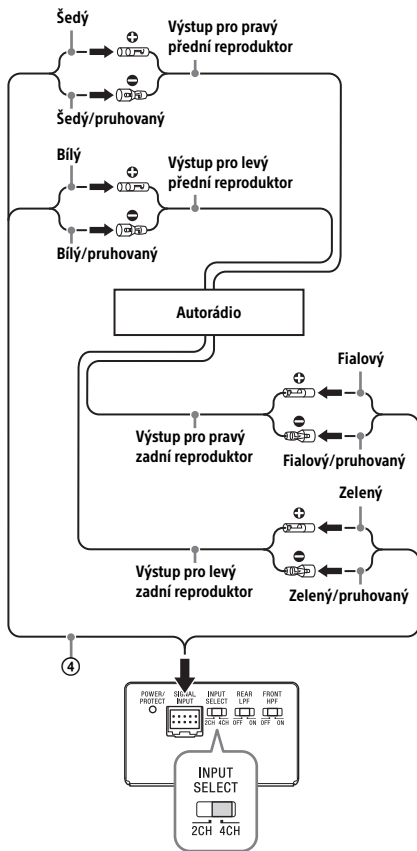 Šedý
Výstup pro pravý
přední reproduktor
Šedý/pruhovaný
Bílý
Výstup pro levý
přední reproduktor
Bílý/pruhovaný
Autorádio
Fialový
Výstup pro pravý
zadní reproduktor
Fialový/pruhovaný
Zelený
Výstup pro levý
zadní reproduktor
Zelený/pruhovaný
④
POWER/
PROTECT
SIGNAL
INPUT
INPUT
SELECT
2CH 4CH
REAR
LPF
OFF ON
FRONT
HPF
OFF ON
INPUT
SELECT
2CH 4CH